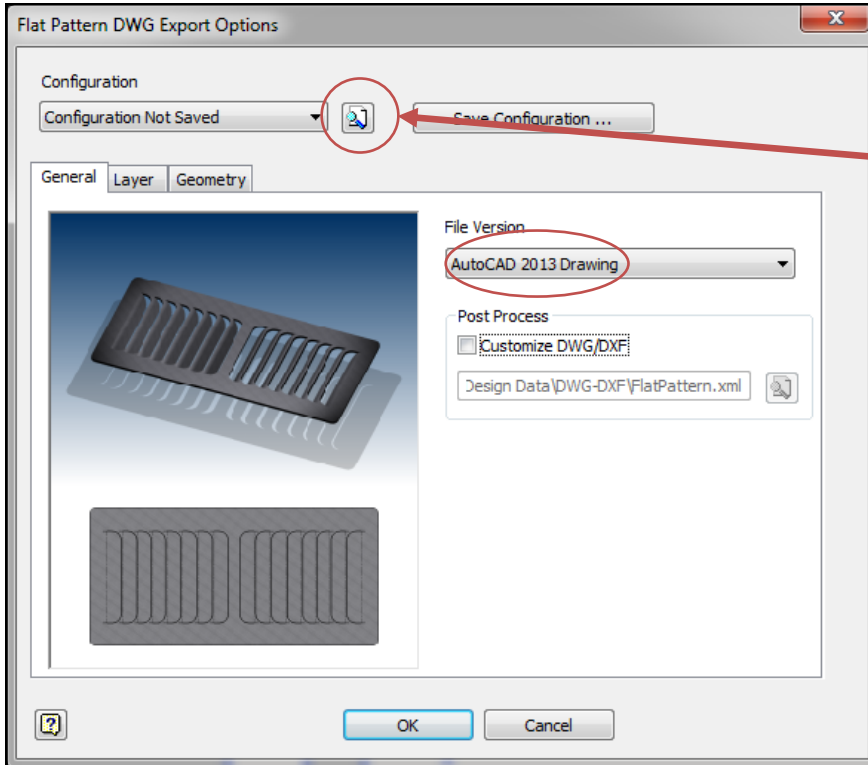 Flat Pattern DWG Export Options
Configuration
Configuration Not Saved
Save Configuration ...
General Layer Geometry
File Version
AutoCAD 2013 Drawing
Post Process
Customize DWG/DXF
Design Data\DWG-DXF\FlatPattern.xml
OK Cancel